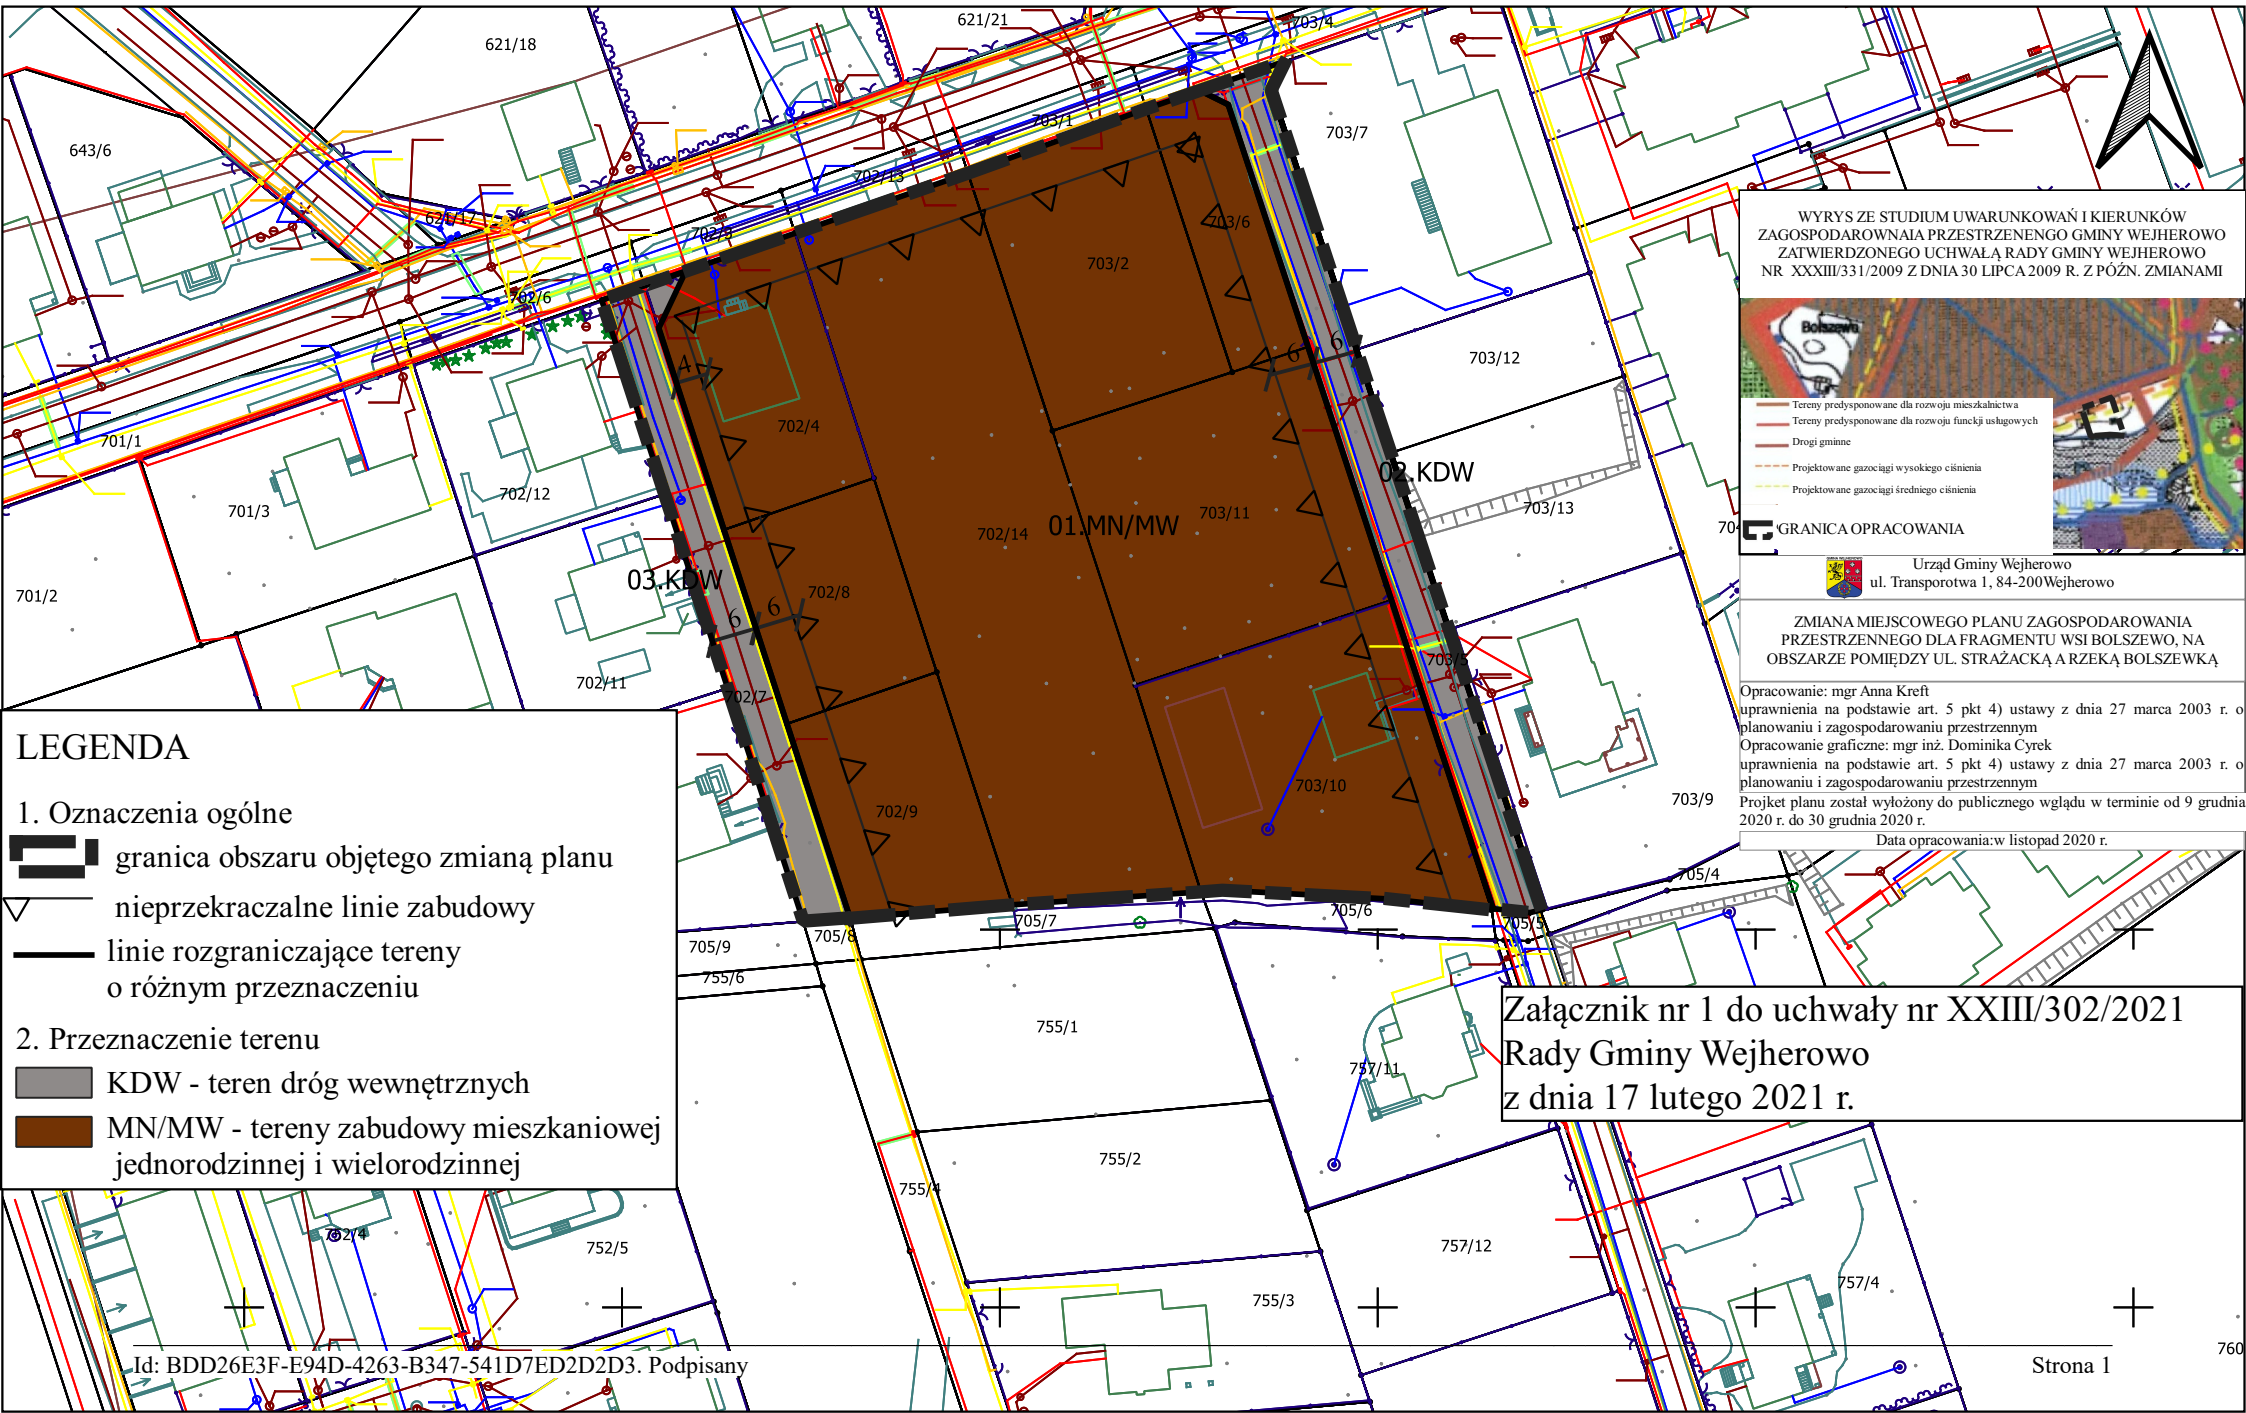 621/18
621/21
703/4
643/6
703/1
703/7
702/13
621/17
703/6
703/2
702/6
703/12
6
6
4
702/4
701/1
02.KDW
701/3
702/12
703/13
703/11
01.MN/MW
702/14
03.KDW
701/2
702/8
6
6
703/5
702/11
702/7
703/10
703/9
702/9
705/4
705/6
705/7
705/5
705/8
705/9
755/6
755/1
757/11
755/2
755/4
752/4
752/5
757/12
757/4
755/3
760
WYRYS ZE STUDIUM UWARUNKOWAŃ I KIERUNKÓW
ZAGOSPODAROWNAIA PRZESTRZENENGO GMINY WEJHEROWO
ZATWIERDZONEGO UCHWAŁĄ RADY GMINY WEJHEROWO
NR XXXIII/331/2009 Z DNIA 30 LIPCA 2009 R. Z PÓŹN. ZMIANAMI
Bolszewo
Tereny predysponowane dla rozwoju mieszkalnictwa
Tereny predysponowane dla rozwoju funckji usługowych
Drogi gminne
Projektowane gazociągi wysokiego ciśnienia
Projektowane gazociągi średniego ciśnienia
GRANICA OPRACOWANIA
Urząd Gminy Wejherowo
ul. Transporotwa 1, 84-200Wejherowo
ZMIANA MIEJSCOWEGO PLANU ZAGOSPODAROWANIA
PRZESTRZENNEGO DLA FRAGMENTU WSI BOLSZEWO, NA
OBSZARZE POMIĘDZY UL. STRAŻACKĄ A RZEKĄ BOLSZEWKĄ
Opracowanie: mgr Anna Kreft
uprawnienia na podstawie art. 5 pkt 4) ustawy z dnia 27 marca 2003 r. o
planowaniu i zagospodarowaniu przestrzennym
Opracowanie graficzne: mgr inż. Dominika Cyrek
uprawnienia na podstawie art. 5 pkt 4) ustawy z dnia 27 marca 2003 r. o
planowaniu i zagospodarowaniu przestrzennym
Projket planu został wyłożony do publicznego wglądu w terminie od 9 grudnia
2020 r. do 30 grudnia 2020 r.
Data opracowania:w listopad 2020 r.
LEGENDA
1. Oznaczenia ogólne
granica obszaru objętego zmianą planu
nieprzekraczalne linie zabudowy
linie rozgraniczające tereny
o różnym przeznaczeniu
2. Przeznaczenie terenu
KDW - teren dróg wewnętrznych
MN/MW - tereny zabudowy mieszkaniowej
jednorodzinnej i wielorodzinnej
Załącznik nr 1 do uchwały nr XXIII/302/2021
Rady Gminy Wejherowo
z dnia 17 lutego 2021 r.
Id: BDD26E3F-E94D-4263-B347-541D7ED2D2D3. Podpisany
Strona 1